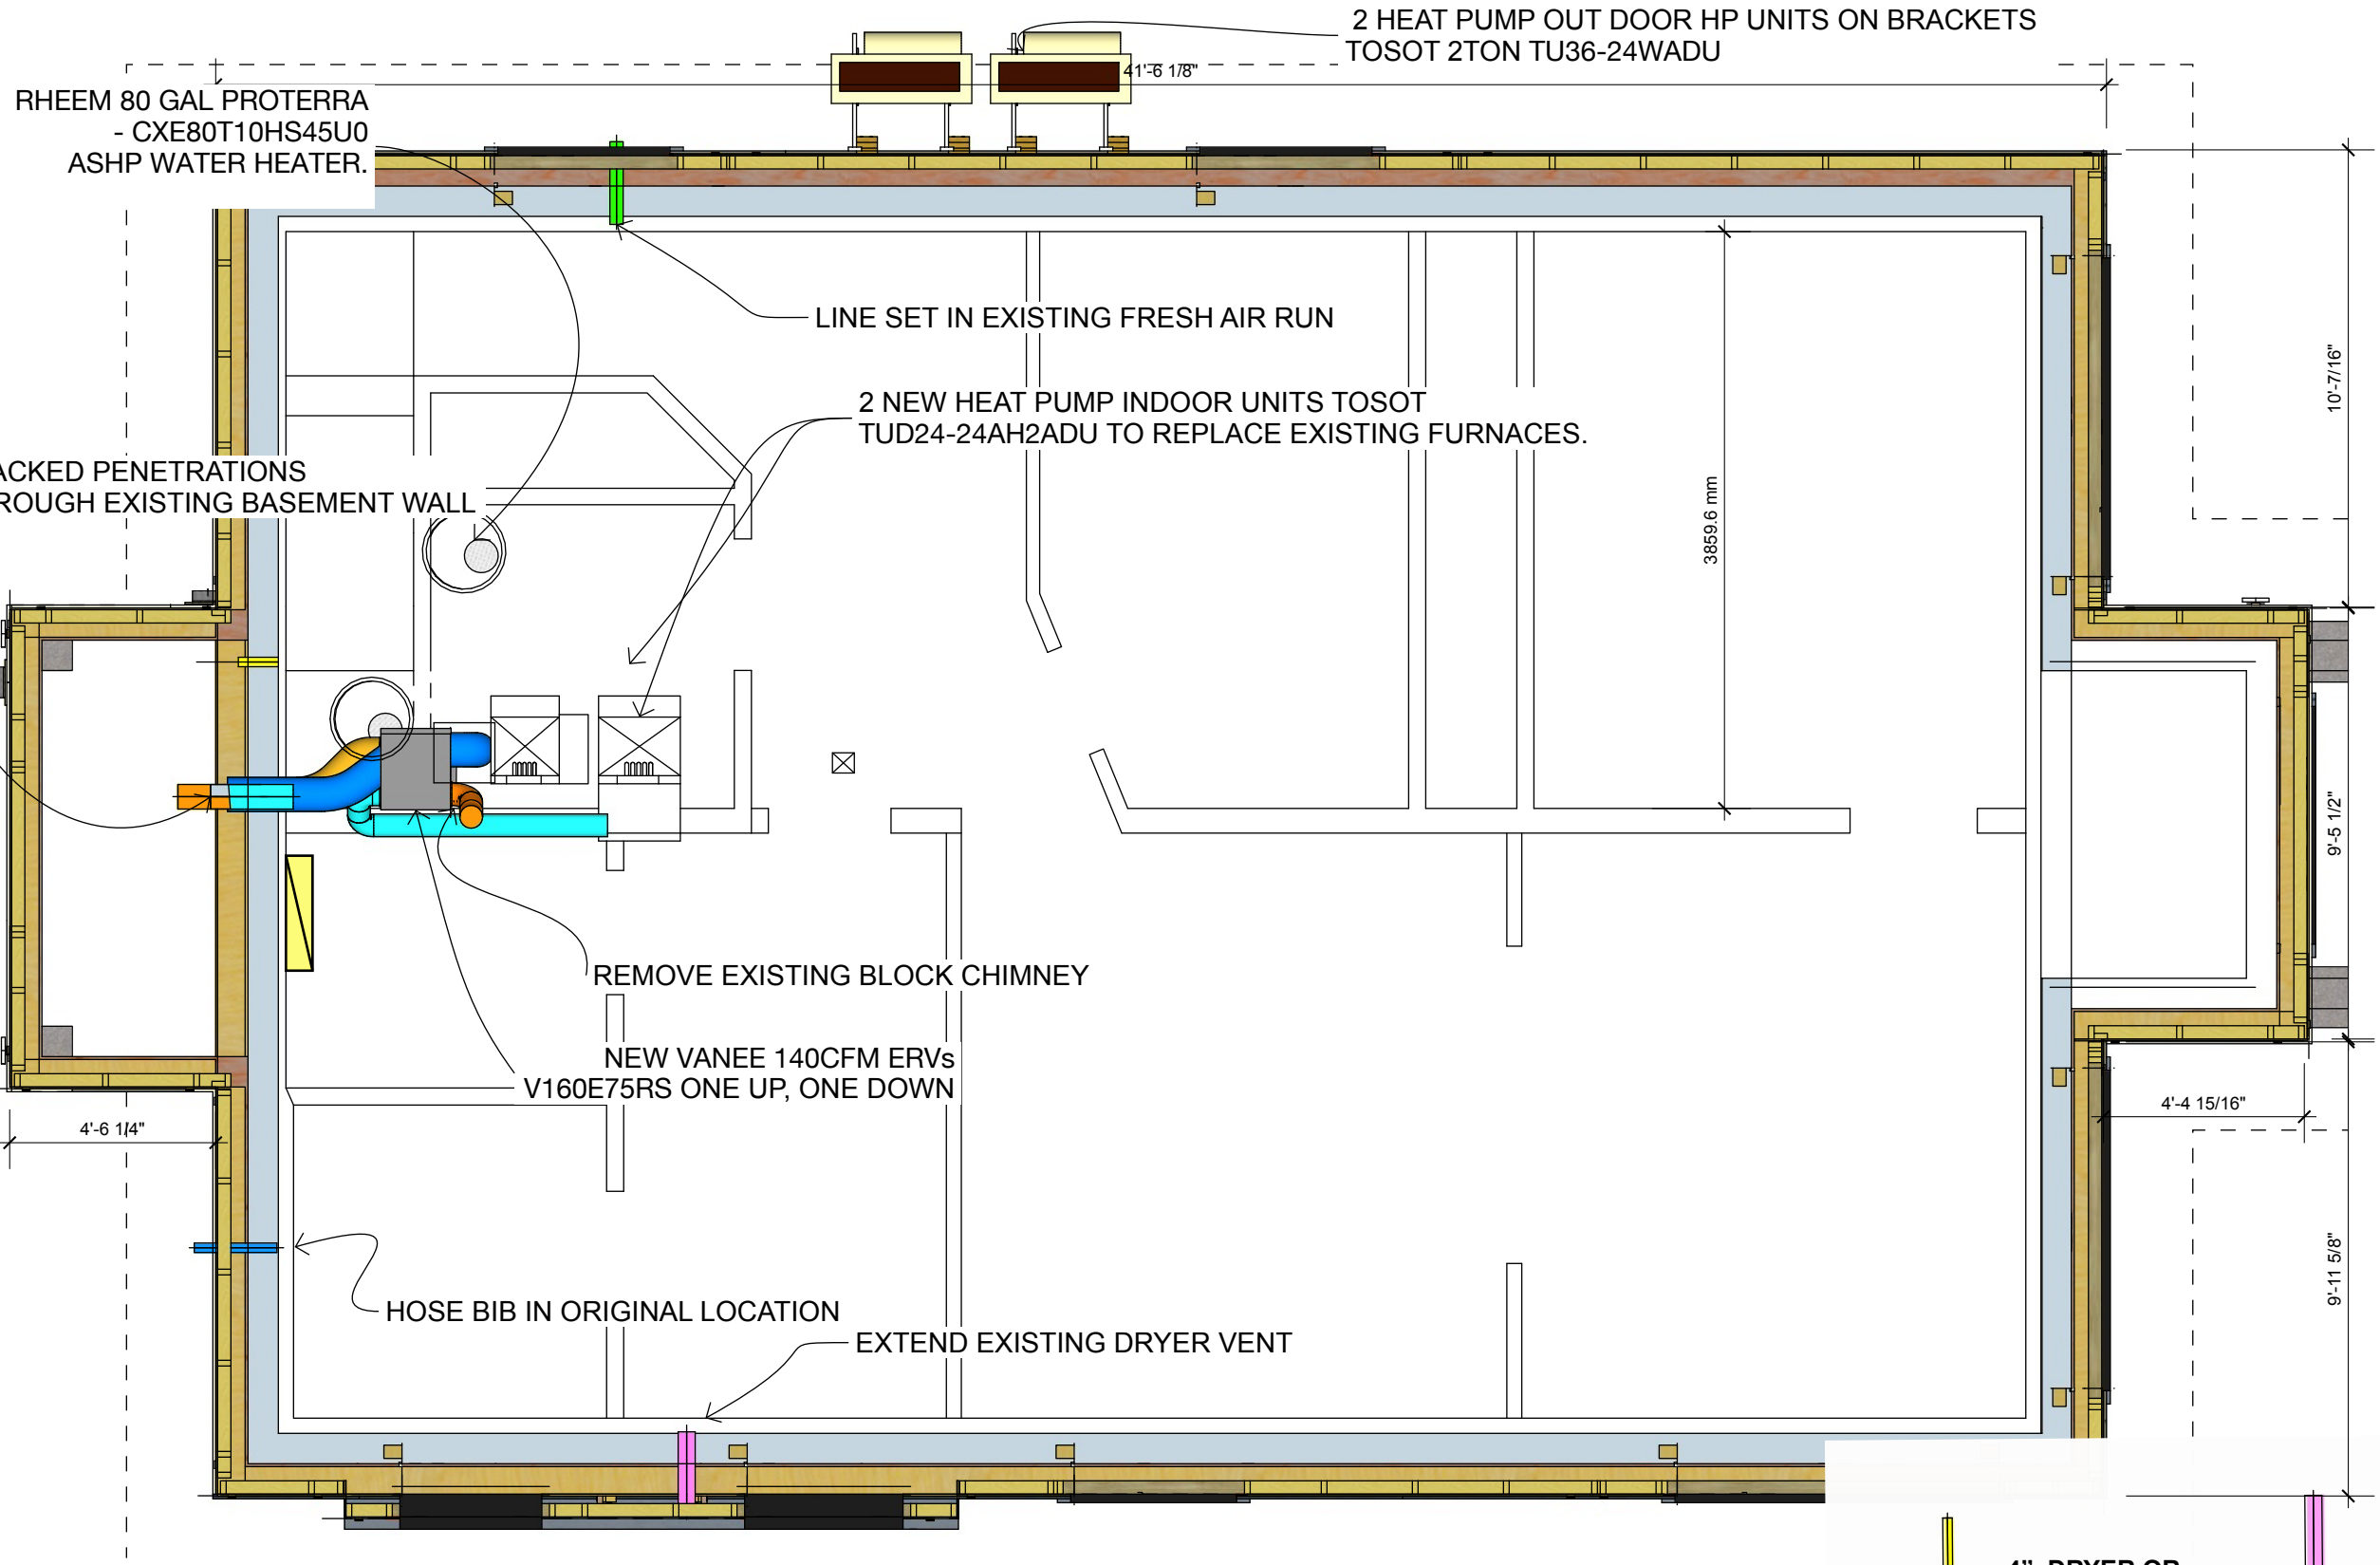 2 HEAT PUMP OUT DOOR HP UNITS ON BRACKETS
TOSOT 2TON TU36-24WADU
41'-6 1/8"
RHEEM 80 GAL PROTERRA
- CXE80T10HS45U0
ASHP WATER HEATER.
LINE SET IN EXISTING FRESH AIR RUN
10'-7/16"
2 NEW HEAT PUMP INDOOR UNITS TOSOT
TUD24-24AH2ADU TO REPLACE EXISTING FURNACES.
ACKED PENETRATIONS
ROUGH EXISTING BASEMENT WALL
3859.6 mm
9'-5 1/2"
REMOVE EXISTING BLOCK CHIMNEY
NEW VANEE 140CFM ERVs
V160E75RS ONE UP, ONE DOWN
4'-6 1/4"
4'-4 15/16"
9'-11 5/8"
HOSE BIB IN ORIGINAL LOCATION
EXTEND EXISTING DRYER VENT
4" DRYER OR